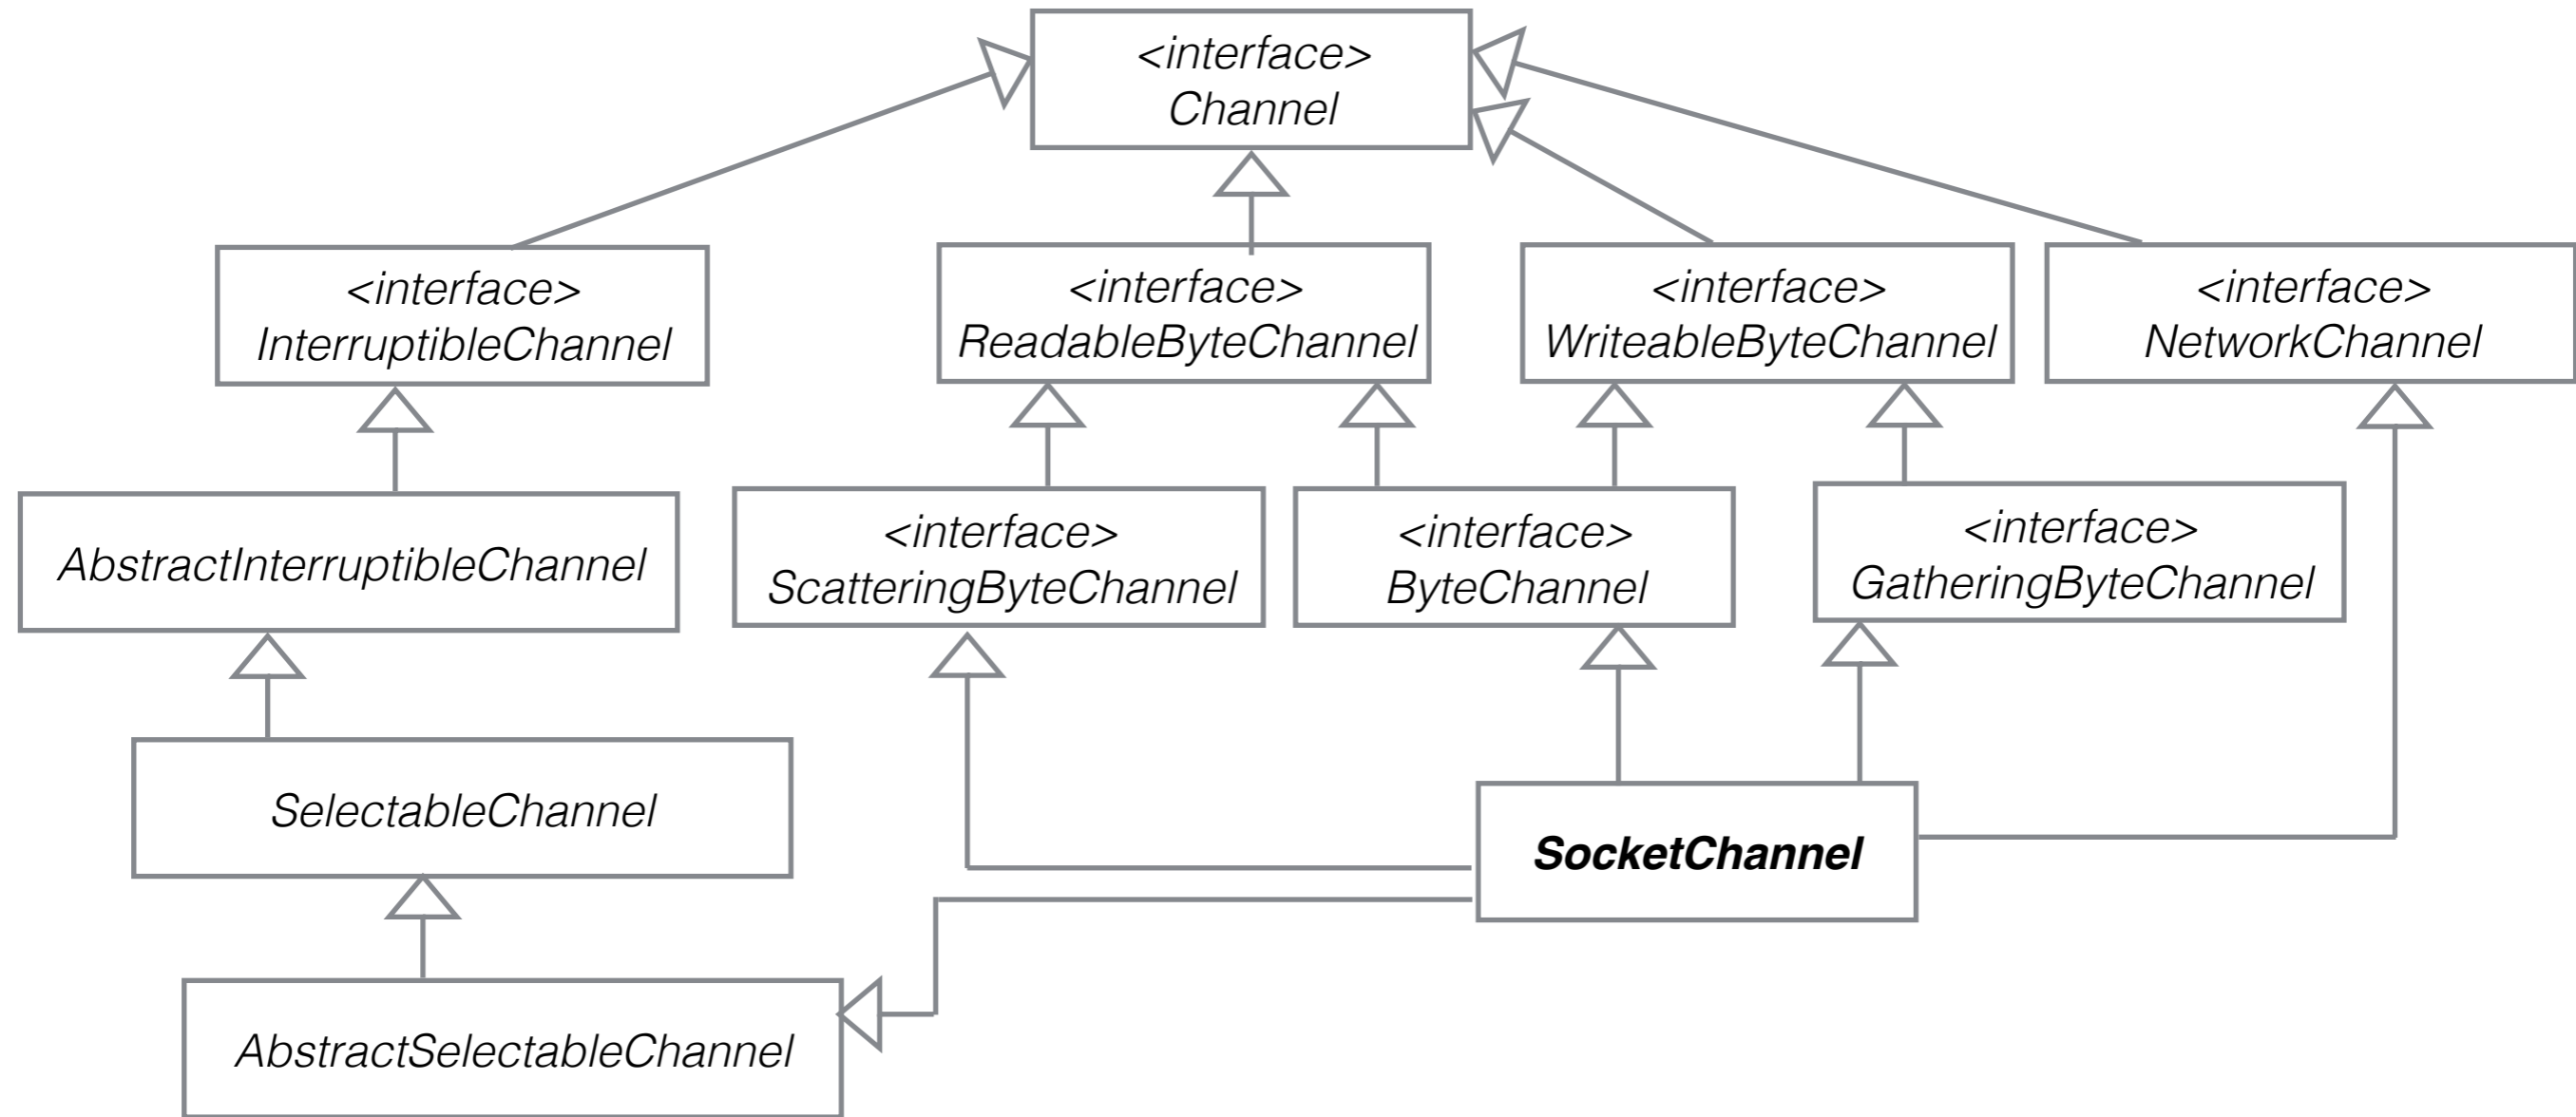 <interface>
Channel
<interface>
InterruptibleChannel
<interface>
ReadableByteChannel
<interface>
WriteableByteChannel
<interface>
NetworkChannel
AbstractInterruptibleChannel
<interface>
ScatteringByteChannel
<interface>
ByteChannel
<interface>
GatheringByteChannel
SelectableChannel
SocketChannel
AbstractSelectableChannel